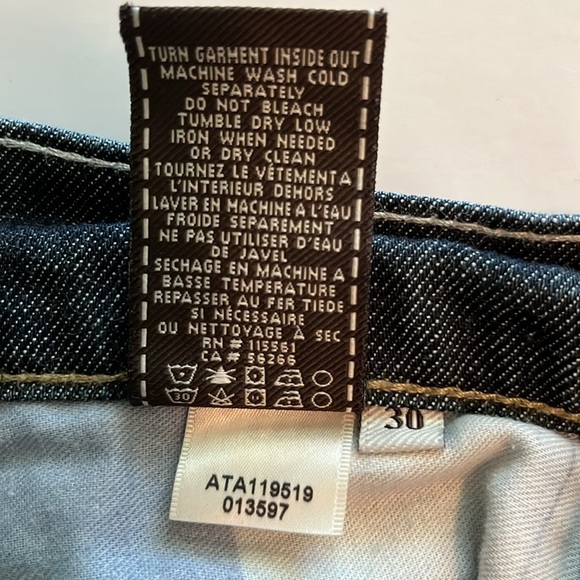 TURN GARMENT INSIDE OUT
MACHINE WASH COLD
SEPARATELY
DO NOT BLEACH
TUMBLE DRY LOW
IRON WHEN NEEDED
OR DRY CLEAN
TOURNEZ LE VETEMENT A
L'INTERIEUR DEHORS
LAVER EN MACHINE A L'EAU
FROIDE SEPAREMENT
NE PAS UTILISER D'EAU
DE JAVEL
SECHAGE EN MACHINE A
BASSE TEMPERATURE
REPASSER AU FER TIEDE
SI NÉCESSAIRE
OU NETTOYAGE À SEC
RN # 115561
CA # 56266
30
30
ATA119519
013597